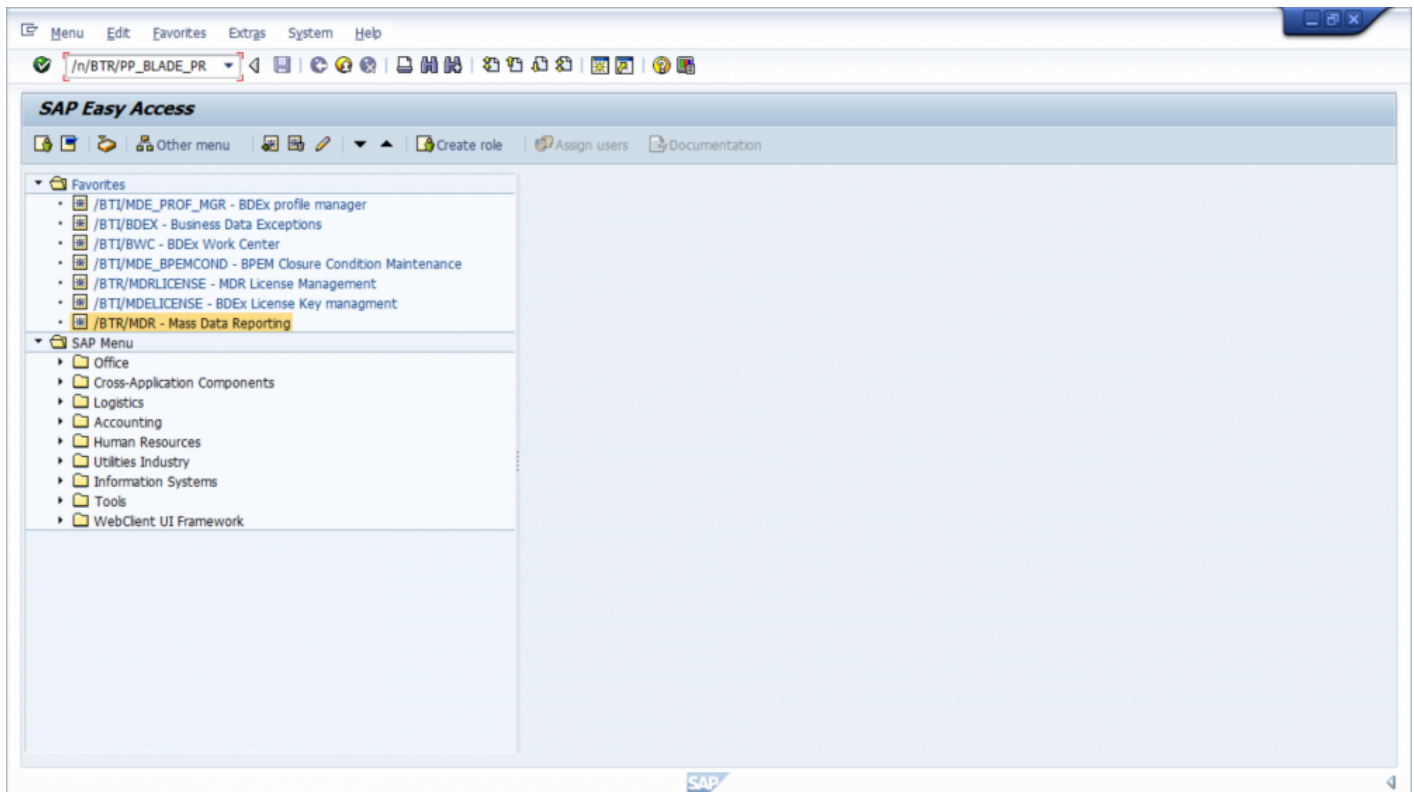 Menu Edit Favorites Extras System Help
/n/BTR/PP_BLADE_PR
SAP Easy Access
Other menu Create role Assign users Documentation
Favorites
/BTI/MDE_PROF_MGR - BDEx profile manager
/BTI/BDEX - Business Data Exceptions
/BTI/BWC - BDEx Work Center
/BTI/MDE_BPEMCOND - BPEM Closure Condition Maintenance
/BTR/MDRLICENSE - MDR License Management
/BTI/MDELICENSE - BDEx License Key managment
/BTR/MDR - Mass Data Reporting
SAP Menu
Office
Cross-Application Components
Logistics
Accounting
Human Resources
Utilities Industry
Information Systems
Tools
WebClient UI Framework
SAP